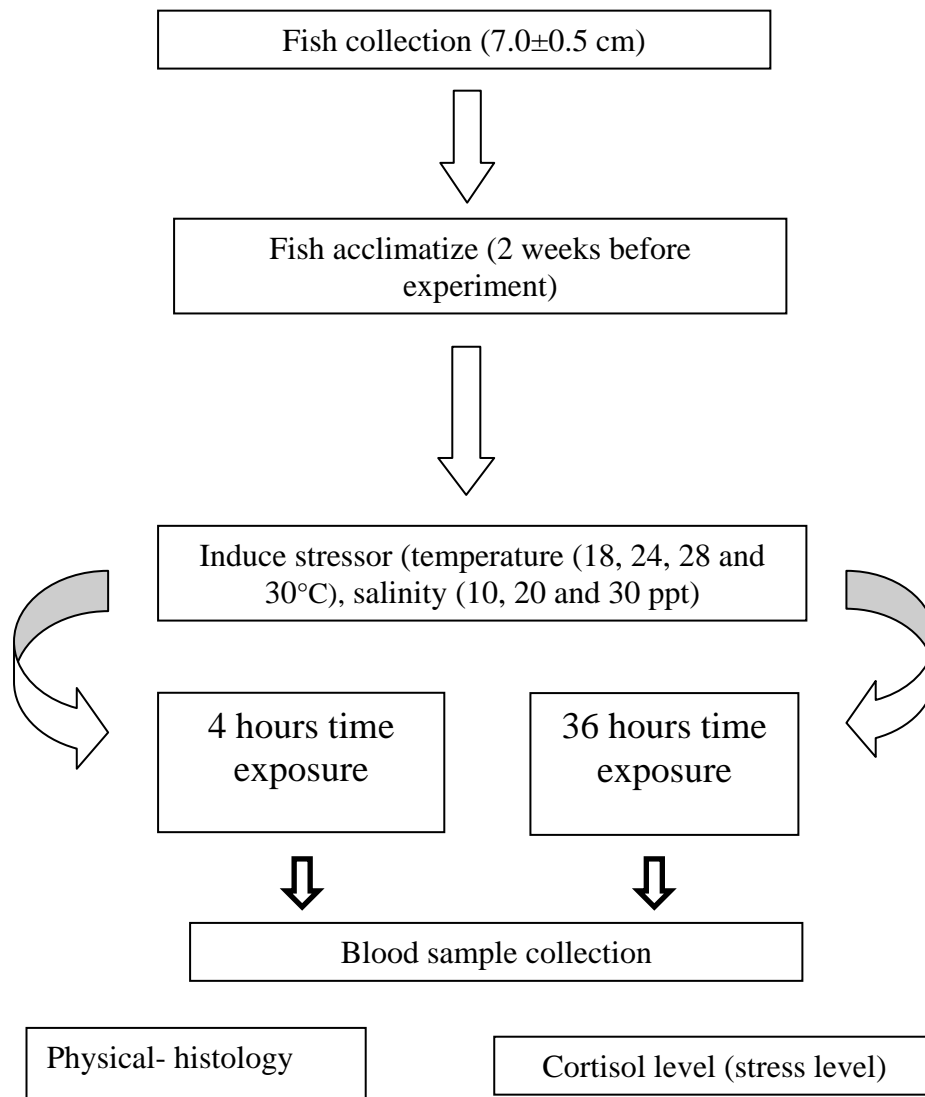 Fish collection (7.0±0.5 cm)
Fish acclimatize (2 weeks before
experiment)
Induce stressor (temperature (18, 24, 28 and
30°C), salinity (10, 20 and 30 ppt)
4 hours time
exposure
36 hours time
exposure
Blood sample collection
Physical- histology
Cortisol level (stress level)